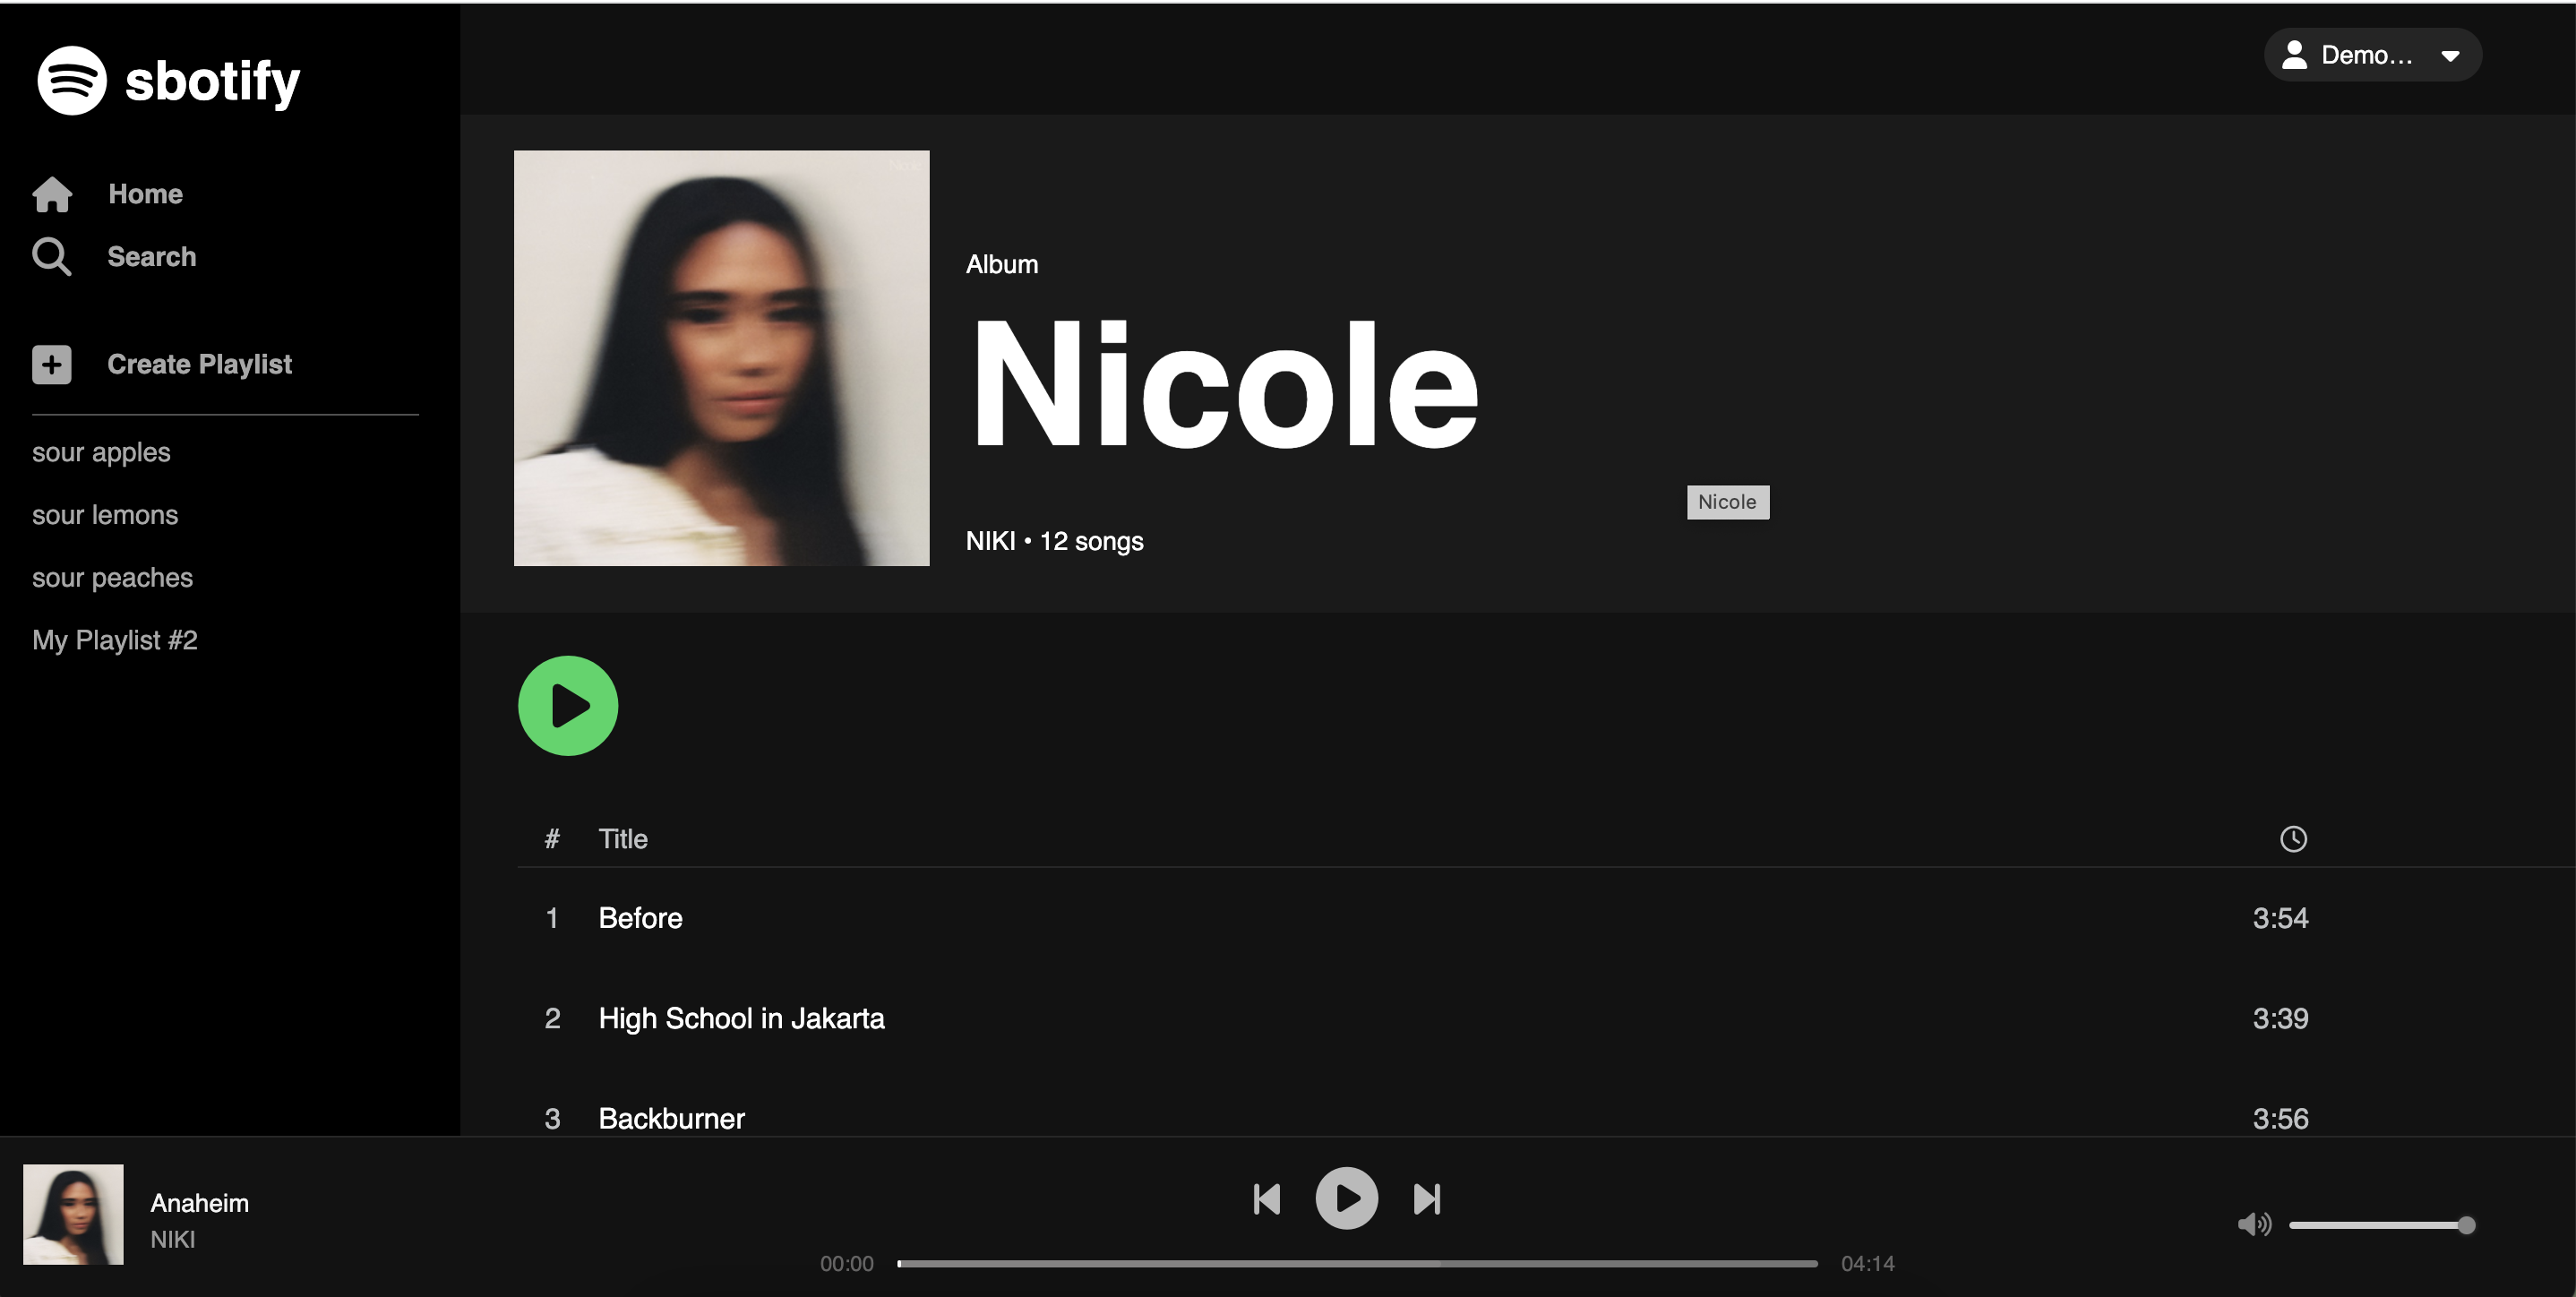 sbotify
Home
Search
Create Playlist
sour apples
sour lemons
sour peaches
My Playlist #2
Demo...
Album
Nicole
Nicole
NIKI • 12 songs
# Title
1 Before 3:54
2 High School in Jakarta 3:39
3 Backburner 3:56
Anaheim
NIKI
00:00 04:14